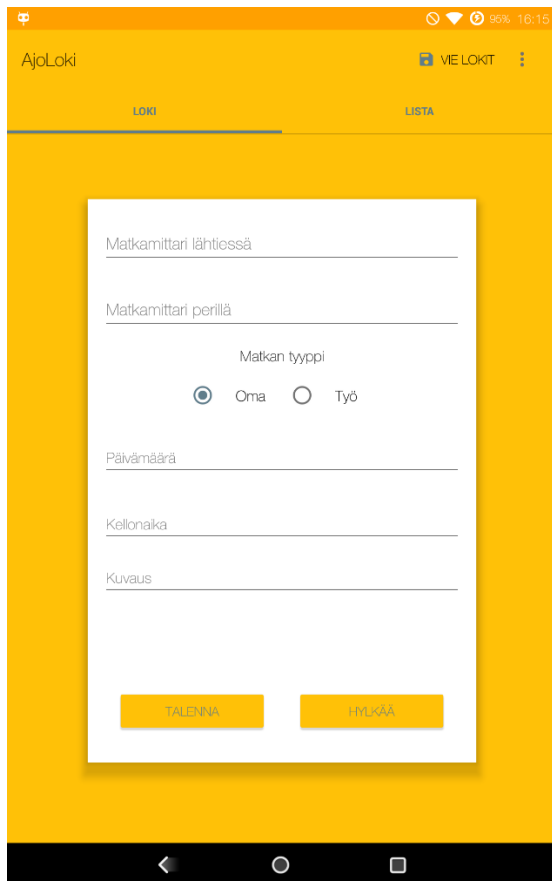 95% 16:15
AjoLoki VIE LOKIT
LOKI LISTA
Matkamittari lähtiessä
Matkamittari perillä
Matkan tyyppi
Oma Työ
Päivämäärä
Kellonaika
Kuvaus
TALENNA HYLKÄÄ